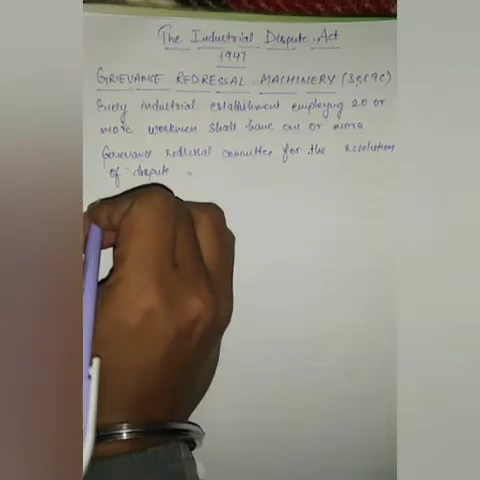 The Industrial Dispute Act
1947
GRIEVANCE REDRESSAL MACHINERY (Sec 9C)
Every industrial establishment employing 20 or
more workmen shall have one or more
Grievance redressal committee for the resolution
of dispute